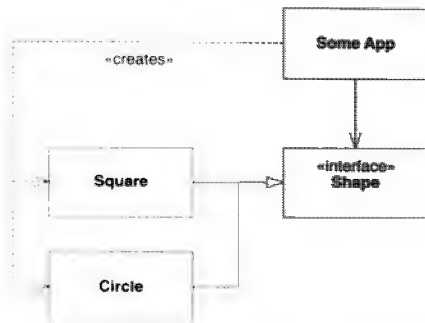 Some App
«creates»
«interface»
Shape
Square
Circle